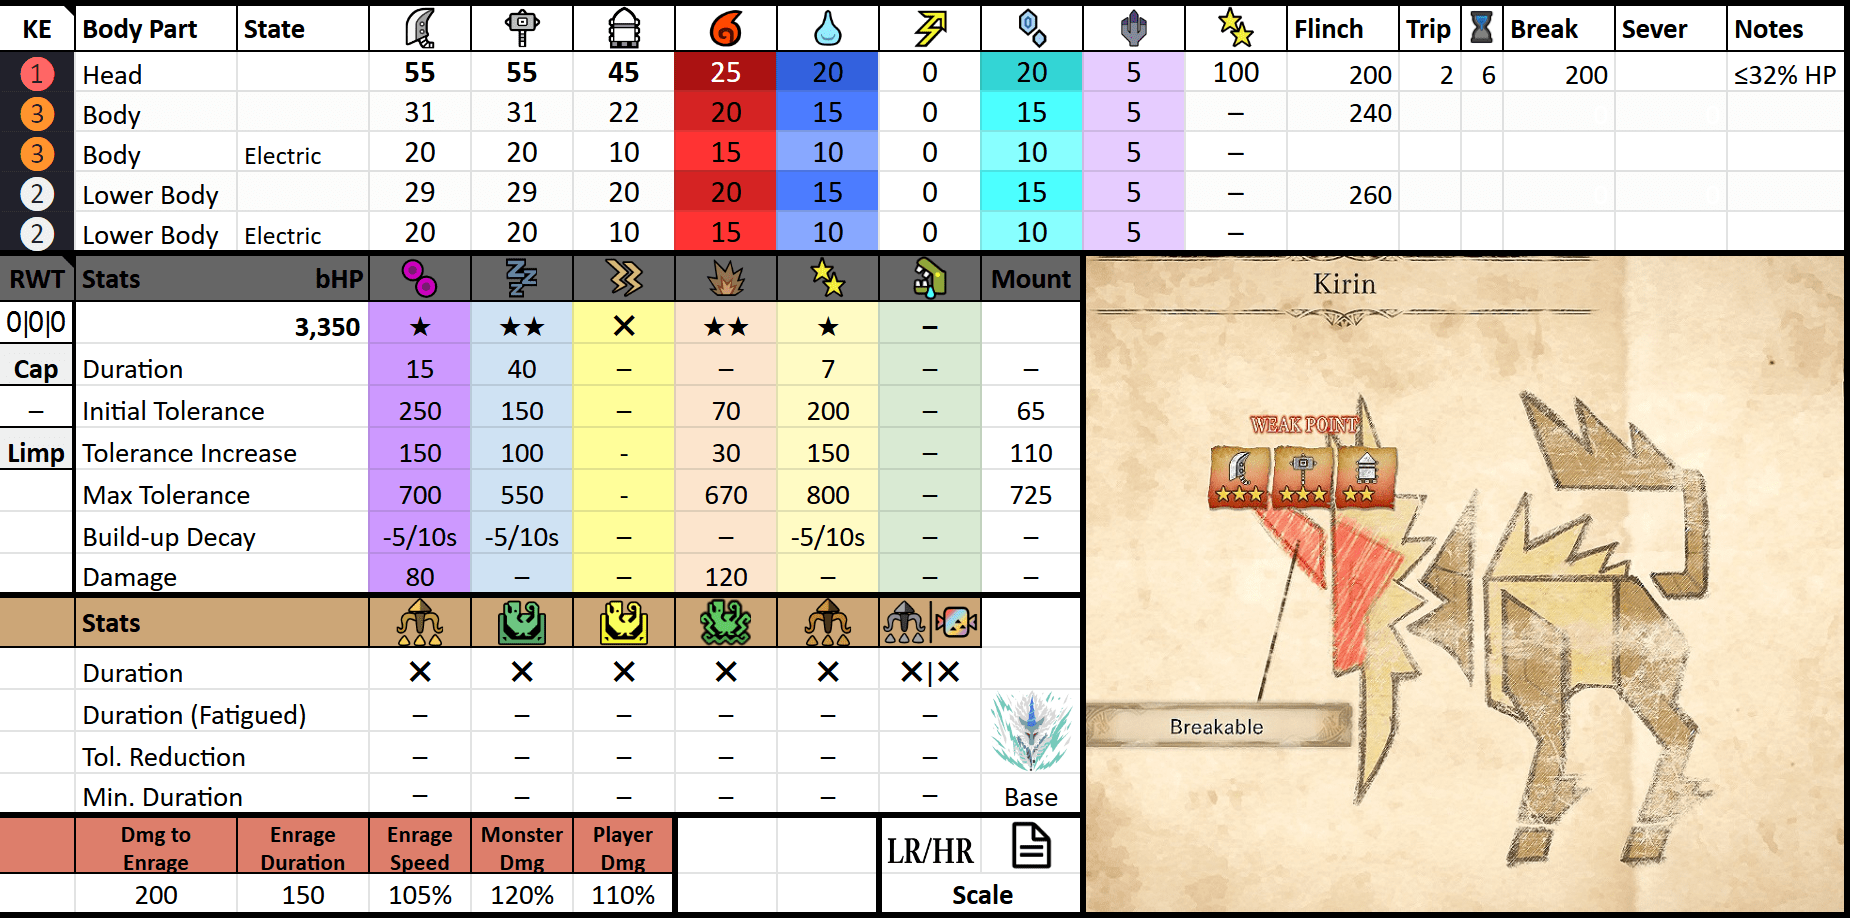 KE Body Part State Flinch Trip Break Sever Notes
1 Head 55 55 45 25 20 0 20 5 100 200 2 6 200 ≤32% HP
3 Body 31 31 22 20 15 0 15 5 – 240
3 Body Electric 20 20 10 15 10 0 10 5 –
2 Lower Body 29 29 20 20 15 0 15 5 – 260
2 Lower Body Electric 20 20 10 15 10 0 10 5 –
RWT Stats bHP Mount
0|0|0 3,350 ★ ★★ ✕ ★★ ★ –
Cap Duration 15 40 – – 7 – –
– Initial Tolerance 250 150 – 70 200 – 65
Limp Tolerance Increase 150 100 - 30 150 – 110
Max Tolerance 700 550 - 670 800 – 725
Build-up Decay -5/10s -5/10s – – -5/10s – –
Damage 80 – – 120 – – –
Stats
Duration ✕ ✕ ✕ ✕ ✕ ✕|✕
Duration (Fatigued) – – – – – –
Tol. Reduction – – – – – –
Min. Duration – – – – – – Base
Dmg to Enrage Enrage Duration Enrage Speed Monster Dmg Player Dmg LR/HR
200 150 105% 120% 110% Scale
Kirin
WEAK POINT
Breakable